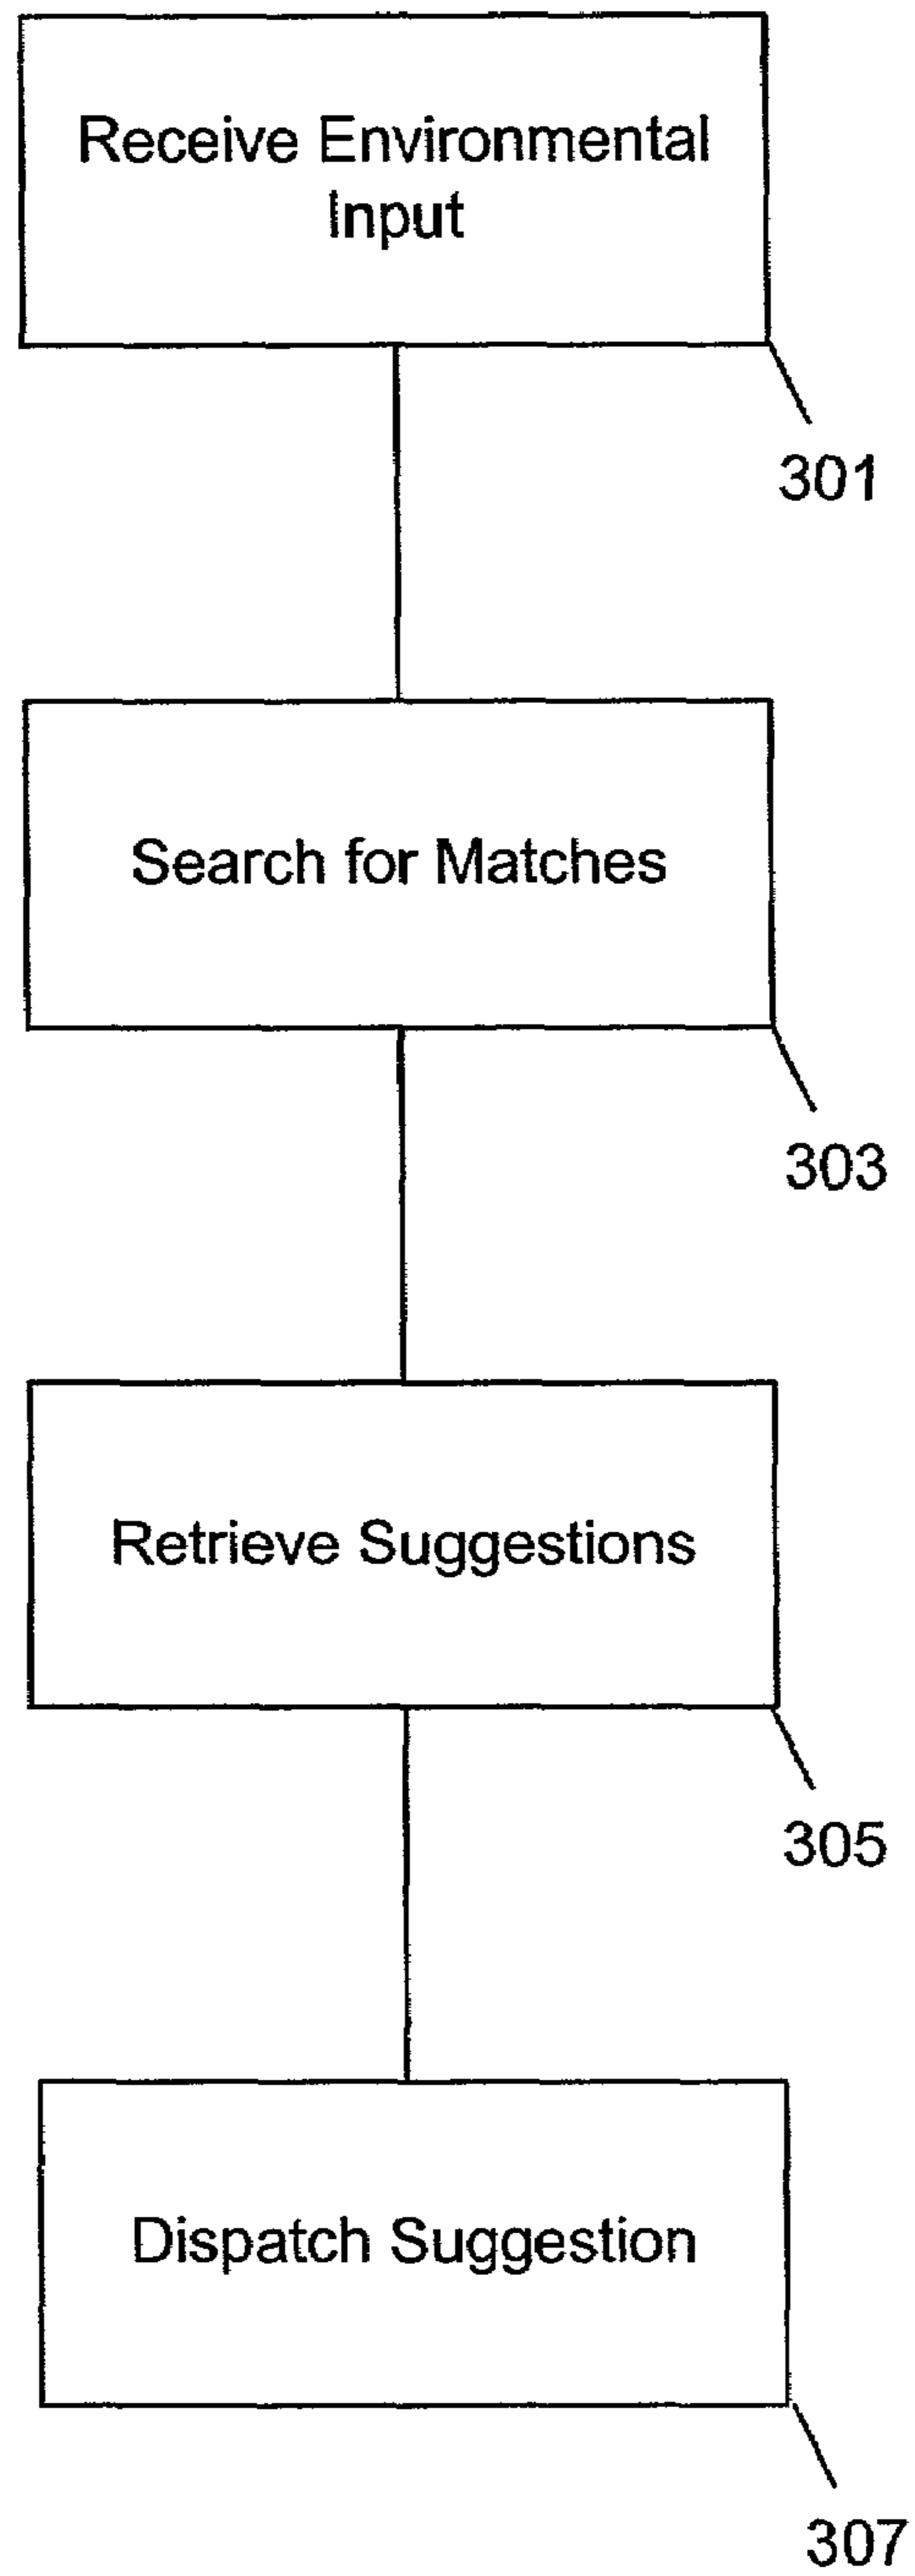 Receive Environmental
Input
301
Search for Matches
303
Retrieve Suggestions
305
Dispatch Suggestion
307